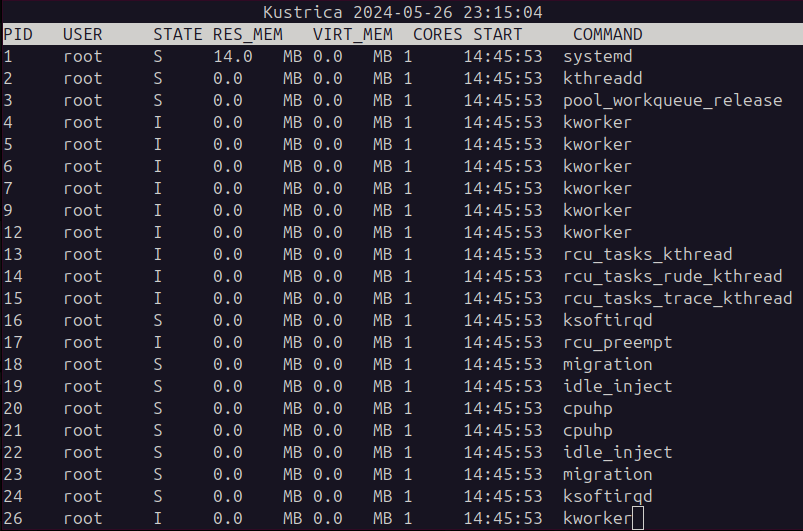 Kustrica 2024-05-26 23:15:04
PID USER STATE RES_MEM VIRT_MEM CORES START COMMAND
1 root S 14.0 MB 0.0 MB 1 14:45:53 systemd
2 root S 0.0 MB 0.0 MB 1 14:45:53 kthreadd
3 root S 0.0 MB 0.0 MB 1 14:45:53 pool_workqueue_release
4 root I 0.0 MB 0.0 MB 1 14:45:53 kworker
5 root I 0.0 MB 0.0 MB 1 14:45:53 kworker
6 root I 0.0 MB 0.0 MB 1 14:45:53 kworker
7 root I 0.0 MB 0.0 MB 1 14:45:53 kworker
9 root I 0.0 MB 0.0 MB 1 14:45:53 kworker
12 root I 0.0 MB 0.0 MB 1 14:45:53 kworker
13 root I 0.0 MB 0.0 MB 1 14:45:53 rcu_tasks_kthread
14 root I 0.0 MB 0.0 MB 1 14:45:53 rcu_tasks_rude_kthread
15 root I 0.0 MB 0.0 MB 1 14:45:53 rcu_tasks_trace_kthread
16 root S 0.0 MB 0.0 MB 1 14:45:53 ksoftirqd
17 root I 0.0 MB 0.0 MB 1 14:45:53 rcu_preempt
18 root S 0.0 MB 0.0 MB 1 14:45:53 migration
19 root S 0.0 MB 0.0 MB 1 14:45:53 idle_inject
20 root S 0.0 MB 0.0 MB 1 14:45:53 cpuhp
21 root S 0.0 MB 0.0 MB 1 14:45:53 cpuhp
22 root S 0.0 MB 0.0 MB 1 14:45:53 idle_inject
23 root S 0.0 MB 0.0 MB 1 14:45:53 migration
24 root S 0.0 MB 0.0 MB 1 14:45:53 ksoftirqd
26 root I 0.0 MB 0.0 MB 1 14:45:53 kworker